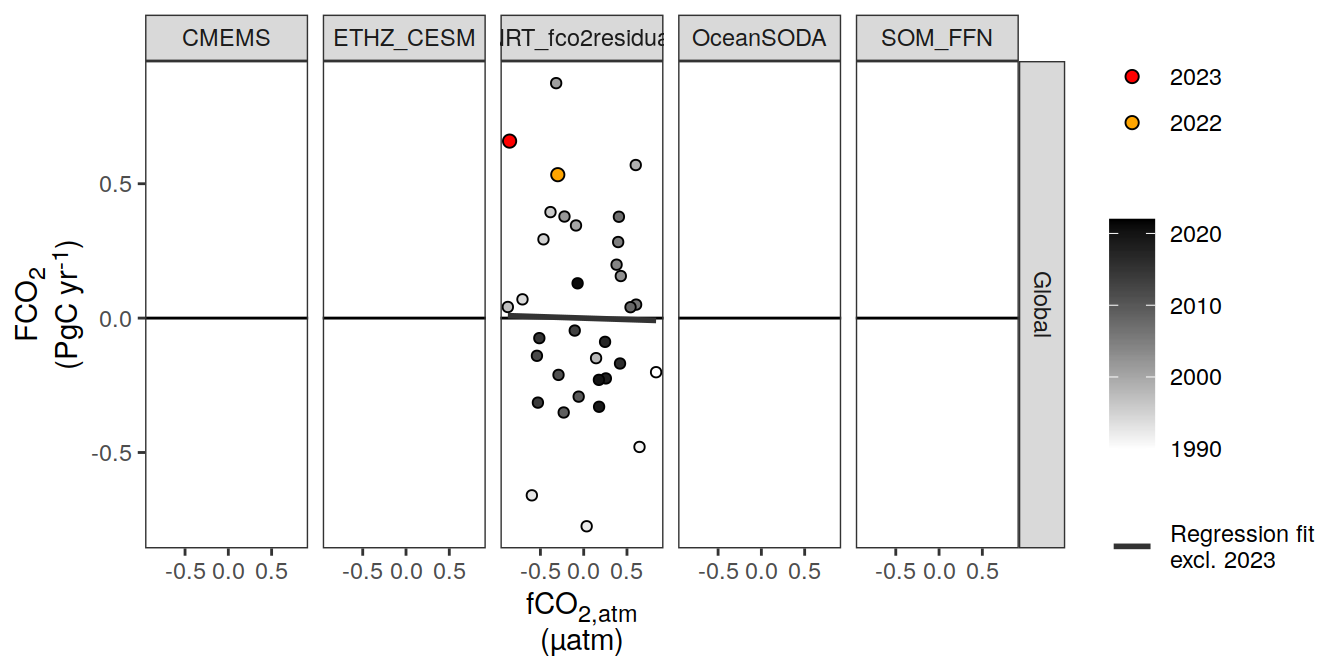 CMEMS ETHZ_CESM NRT_fco2residual OceanSODA SOM_FFN
2023
2022
0.5
0.0
-0.5
FCO2
(PgC yr-1)
Global
2020
2010
2000
1990
Regression fit
excl. 2023
-0.5 0.0 0.5 -0.5 0.0 0.5 -0.5 0.0 0.5 -0.5 0.0 0.5 -0.5 0.0 0.5
fCO2,atm
(µatm)